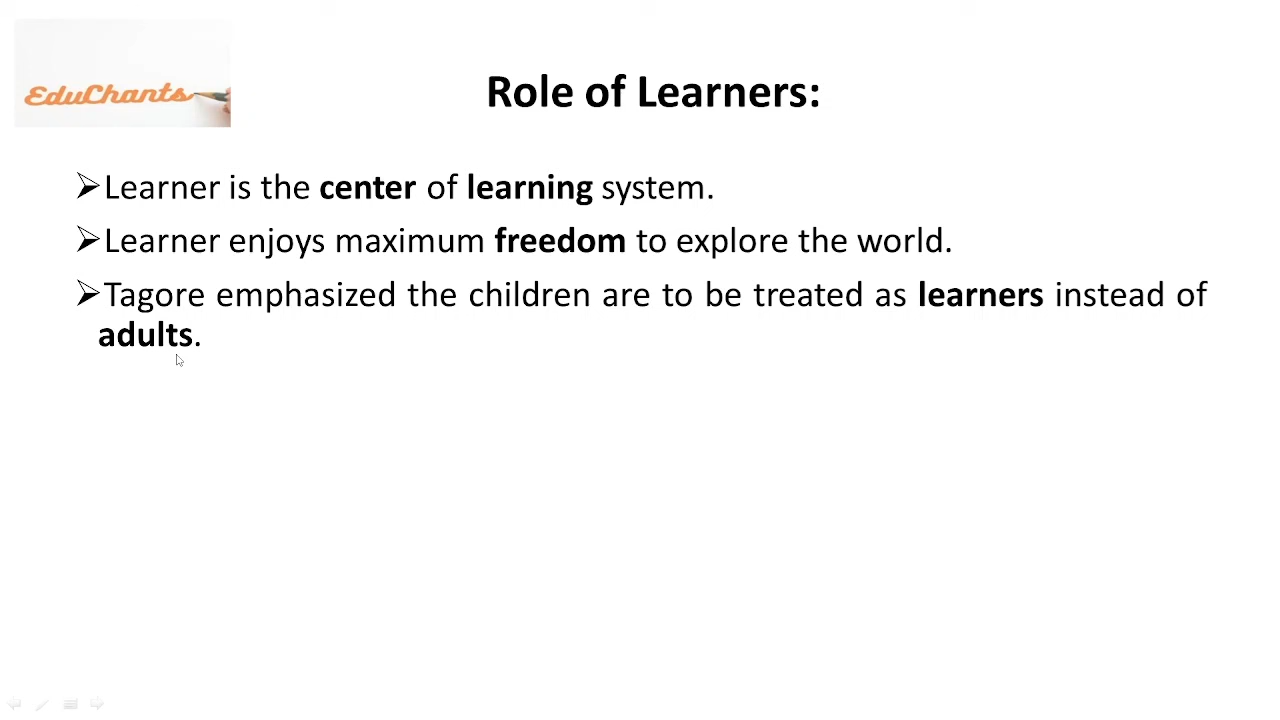 EduChants
Role of Learners:
➢Learner is the center of learning system.
➢Learner enjoys maximum freedom to explore the world.
➢Tagore emphasized the children are to be treated as learners instead of
adults.